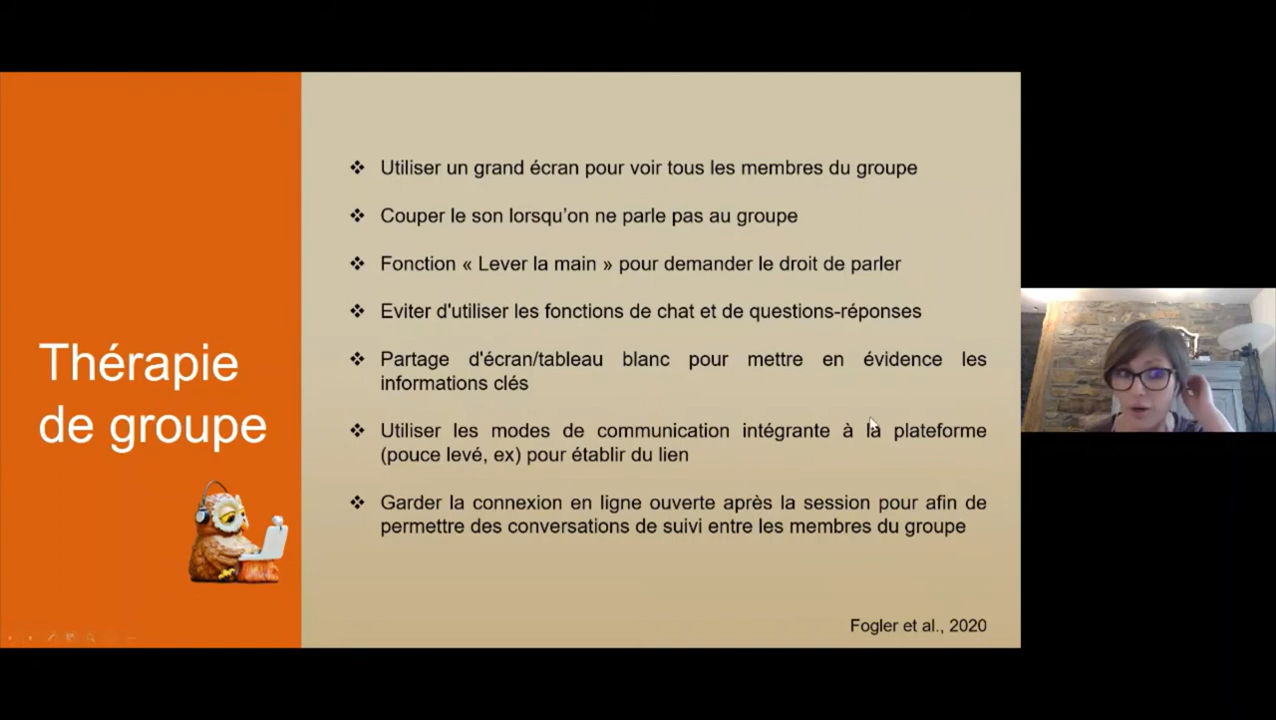 Thérapie
de groupe
❖ Utiliser un grand écran pour voir tous les membres du groupe
❖ Couper le son lorsqu'on ne parle pas au groupe
❖ Fonction « Lever la main » pour demander le droit de parler
❖ Eviter d'utiliser les fonctions de chat et de questions-réponses
❖ Partage d'écran/tableau blanc pour mettre en évidence les
informations clés
❖ Utiliser les modes de communication intégrante à la plateforme
(pouce levé, ex) pour établir du lien
❖ Garder la connexion en ligne ouverte après la session pour afin de
permettre des conversations de suivi entre les membres du groupe
Fogler et al., 2020